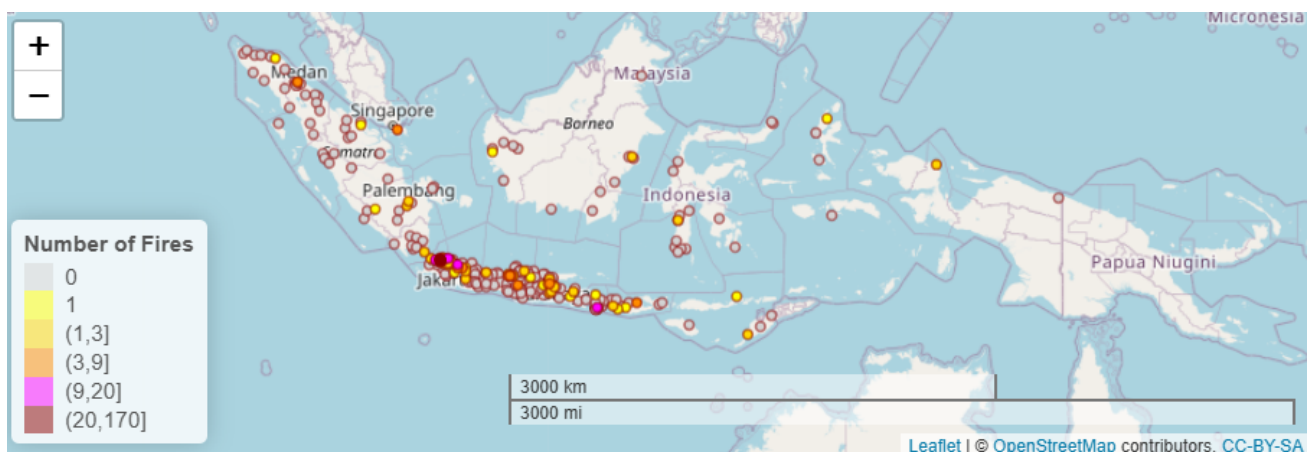 +
−
Micronesia
Medan
Malaysia
Singapore
Borneo
Palembang
Indonesia
Papua Niugini
Number of Fires
0
1
(1,3]
(3,9]
(9,20]
(20,170]
3000 km
3000 mi
Leaflet | © OpenStreetMap contributors, CC-BY-SA